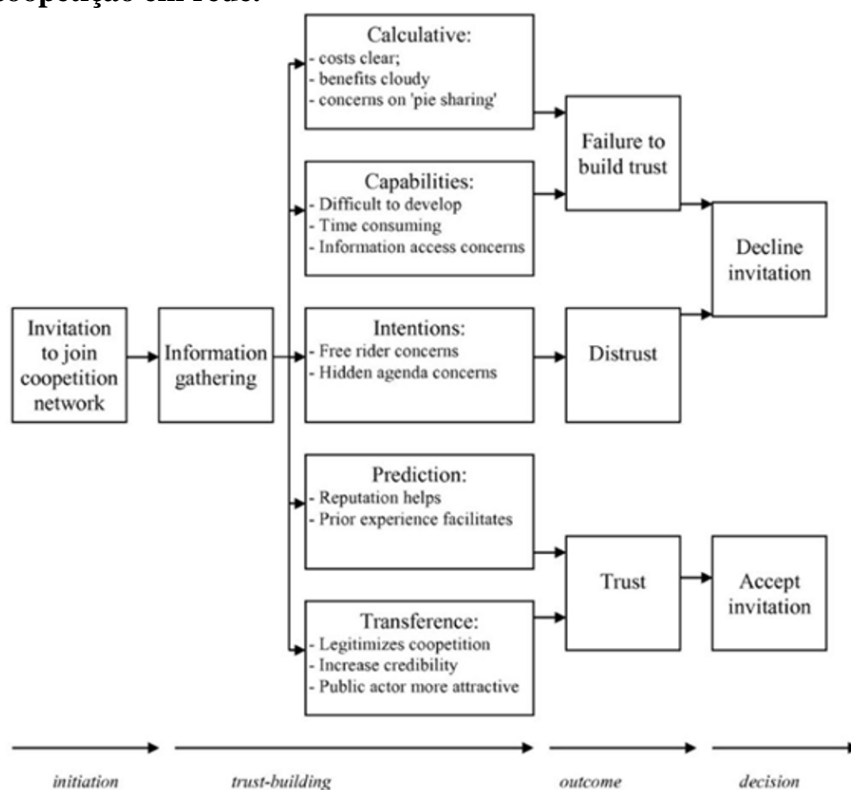 coopetição em rede.
Calculative:
- costs clear;
- benefits cloudy
- concerns on 'pie sharing'
Failure to
build trust
Capabilities:
- Difficult to develop
- Time consuming
- Information access concerns
Decline
invitation
Invitation
to join
coopetition
network
Information
gathering
Intentions:
- Free rider concerns
- Hidden agenda concerns
Distrust
Prediction:
- Reputation helps
- Prior experience facilitates
Trust
Accept
invitation
Transference:
- Legitimizes coopetition
- Increase credibility
- Public actor more attractive
initiation
trust-building
outcome
decision